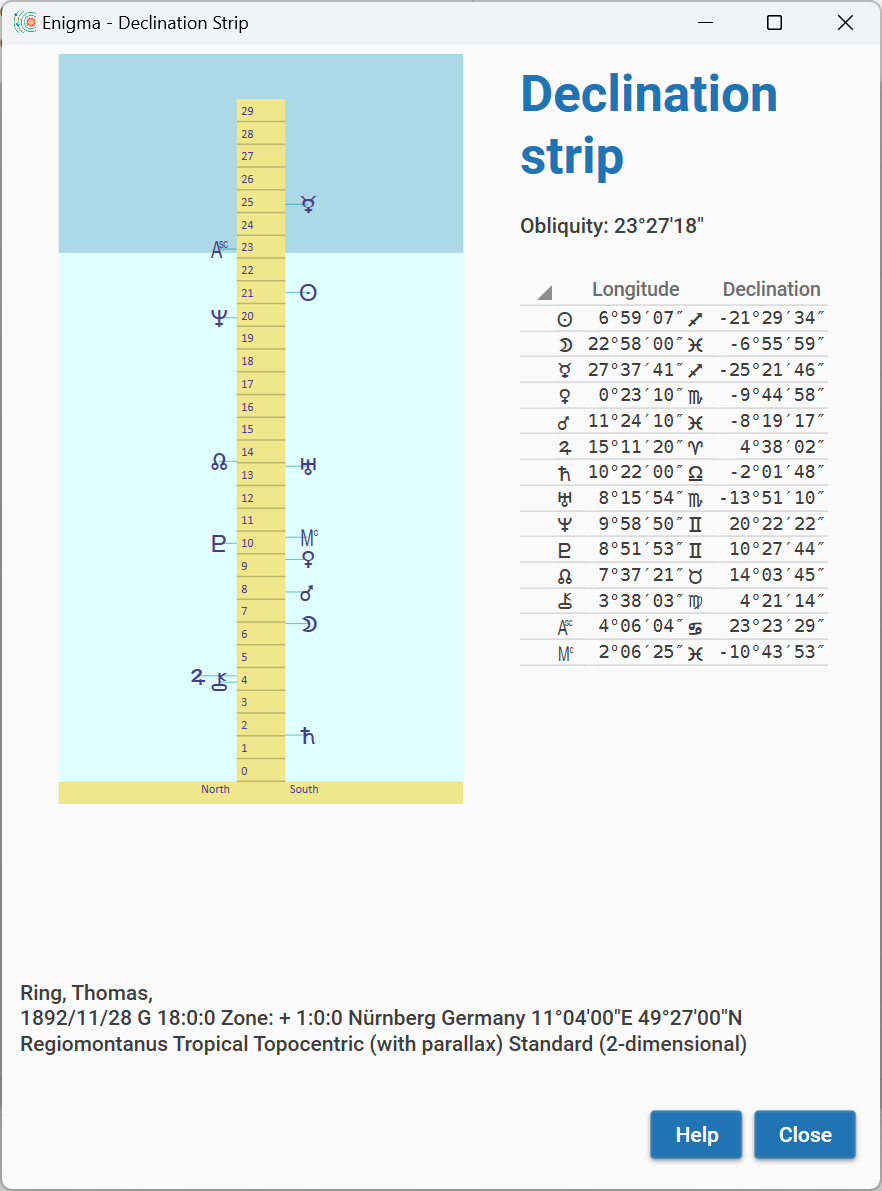 Enigma - Declination Strip
Declination
strip
Obliquity: 23°27'18"
29
28
27
26
25 ☿
24
Asc 23
22
21 ☉
♆ 20
19
18
17
16
15
☊ 14
13 ♅
12
11
♇ 10 Mc
9 ♀
8 ♂
7
6 ☽
5
♃ ⚷ 4
3
2 ♄
1
0
North South
Longitude Declination
☉ 6°59′07″ ♐ -21°29′34″
☽ 22°58′00″ ♓ -6°55′59″
☿ 27°37′41″ ♐ -25°21′46″
♀ 0°23′10″ ♏ -9°44′58″
♂ 11°24′10″ ♓ -8°19′17″
♃ 15°11′20″ ♈ 4°38′02″
♄ 10°22′00″ ♎ -2°01′48″
♅ 8°15′54″ ♏ -13°51′10″
♆ 9°58′50″ ♊ 20°22′22″
♇ 8°51′53″ ♊ 10°27′44″
☊ 7°37′21″ ♉ 14°03′45″
⚷ 3°38′03″ ♍ 4°21′14″
Asc 4°06′04″ ♋ 23°23′29″
Mc 2°06′25″ ♓ -10°43′53″
Ring, Thomas,
1892/11/28 G 18:0:0 Zone: + 1:0:0 Nürnberg Germany 11°04'00"E 49°27'00"N
Regiomontanus Tropical Topocentric (with parallax) Standard (2-dimensional)
Help Close